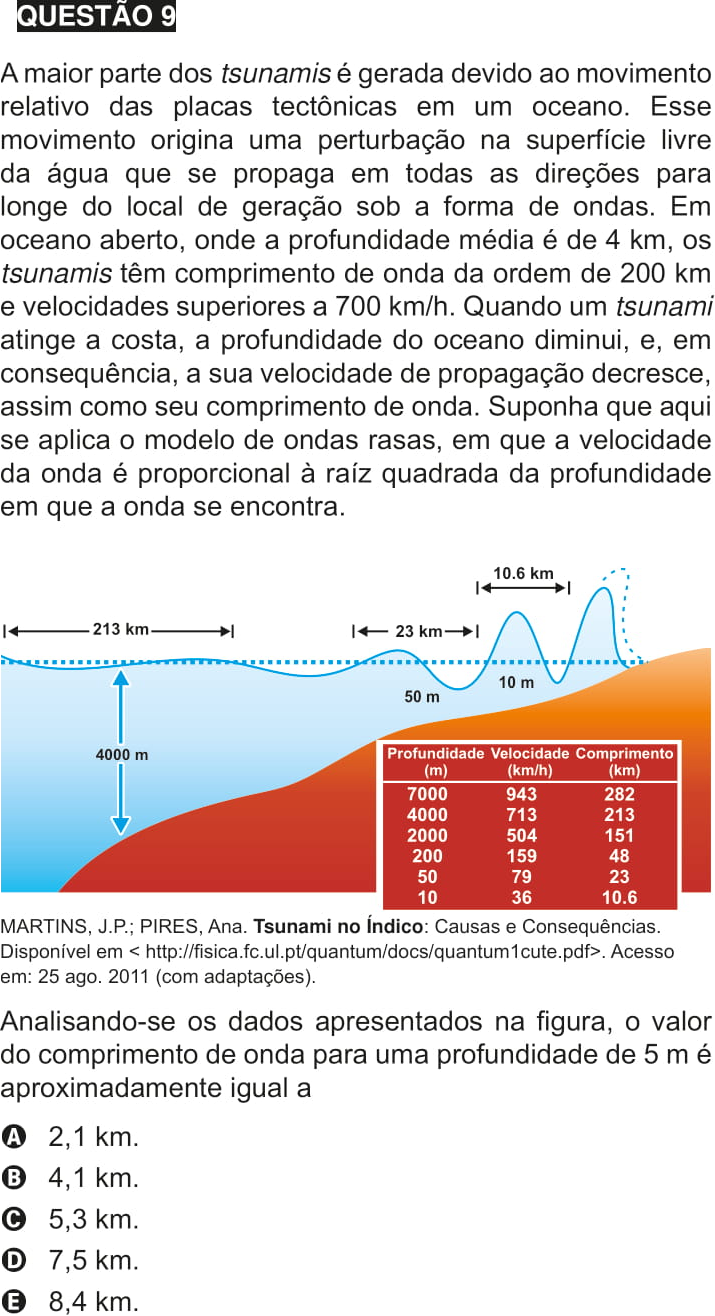 QUESTÃO 9
A maior parte dos tsunamis é gerada devido ao movimento
relativo das placas tectônicas em um oceano. Esse
movimento origina uma perturbação na superfície livre
da água que se propaga em todas as direções para
longe do local de geração sob a forma de ondas. Em
oceano aberto, onde a profundidade média é de 4 km, os
tsunamis têm comprimento de onda da ordem de 200 km
e velocidades superiores a 700 km/h. Quando um tsunami
atinge a costa, a profundidade do oceano diminui, e, em
consequência, a sua velocidade de propagação decresce,
assim como seu comprimento de onda. Suponha que aqui
se aplica o modelo de ondas rasas, em que a velocidade
da onda é proporcional à raíz quadrada da profundidade
em que a onda se encontra.
10.6 km
213 km
23 km
10 m
50 m
4000 m
Profundidade Velocidade Comprimento
(m) (km/h) (km)
7000 943 282
4000 713 213
2000 504 151
200 159 48
50 79 23
10 36 10.6
MARTINS, J.P.; PIRES, Ana. Tsunami no Índico: Causas e Consequências.
Disponível em < http://fisica.fc.ul.pt/quantum/docs/quantum1cute.pdf>. Acesso
em: 25 ago. 2011 (com adaptações).
Analisando-se os dados apresentados na figura, o valor
do comprimento de onda para uma profundidade de 5 m é
aproximadamente igual a
A 2,1 km.
B 4,1 km.
C 5,3 km.
D 7,5 km.
E 8,4 km.